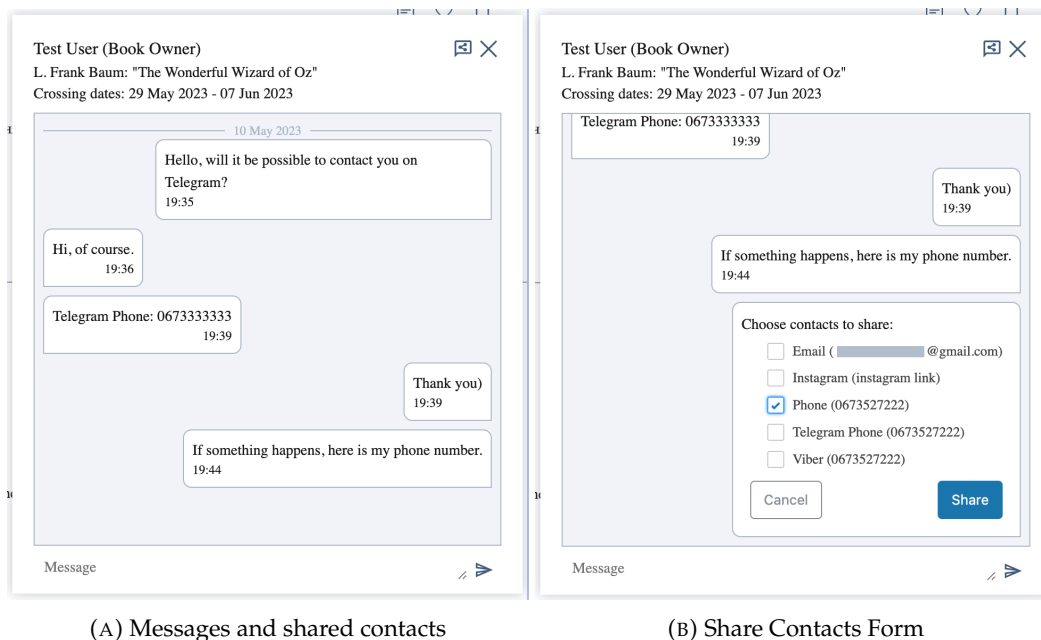 Test User (Book Owner)
L. Frank Baum: "The Wonderful Wizard of Oz"
Crossing dates: 29 May 2023 - 07 Jun 2023
10 May 2023
Hello, will it be possible to contact you on
Telegram?
19:35
Hi, of course.
19:36
Telegram Phone: 0673333333
19:39
Thank you)
19:39
If something happens, here is my phone number.
19:44
Message
(A) Messages and shared contacts
Test User (Book Owner)
L. Frank Baum: "The Wonderful Wizard of Oz"
Crossing dates: 29 May 2023 - 07 Jun 2023
Telegram Phone: 0673333333
19:39
Thank you)
19:39
If something happens, here is my phone number.
19:44
Choose contacts to share:
Email ( @gmail.com)
Instagram (instagram link)
Phone (0673527222)
Telegram Phone (0673527222)
Viber (0673527222)
Cancel
Share
Message
(B) Share Contacts Form